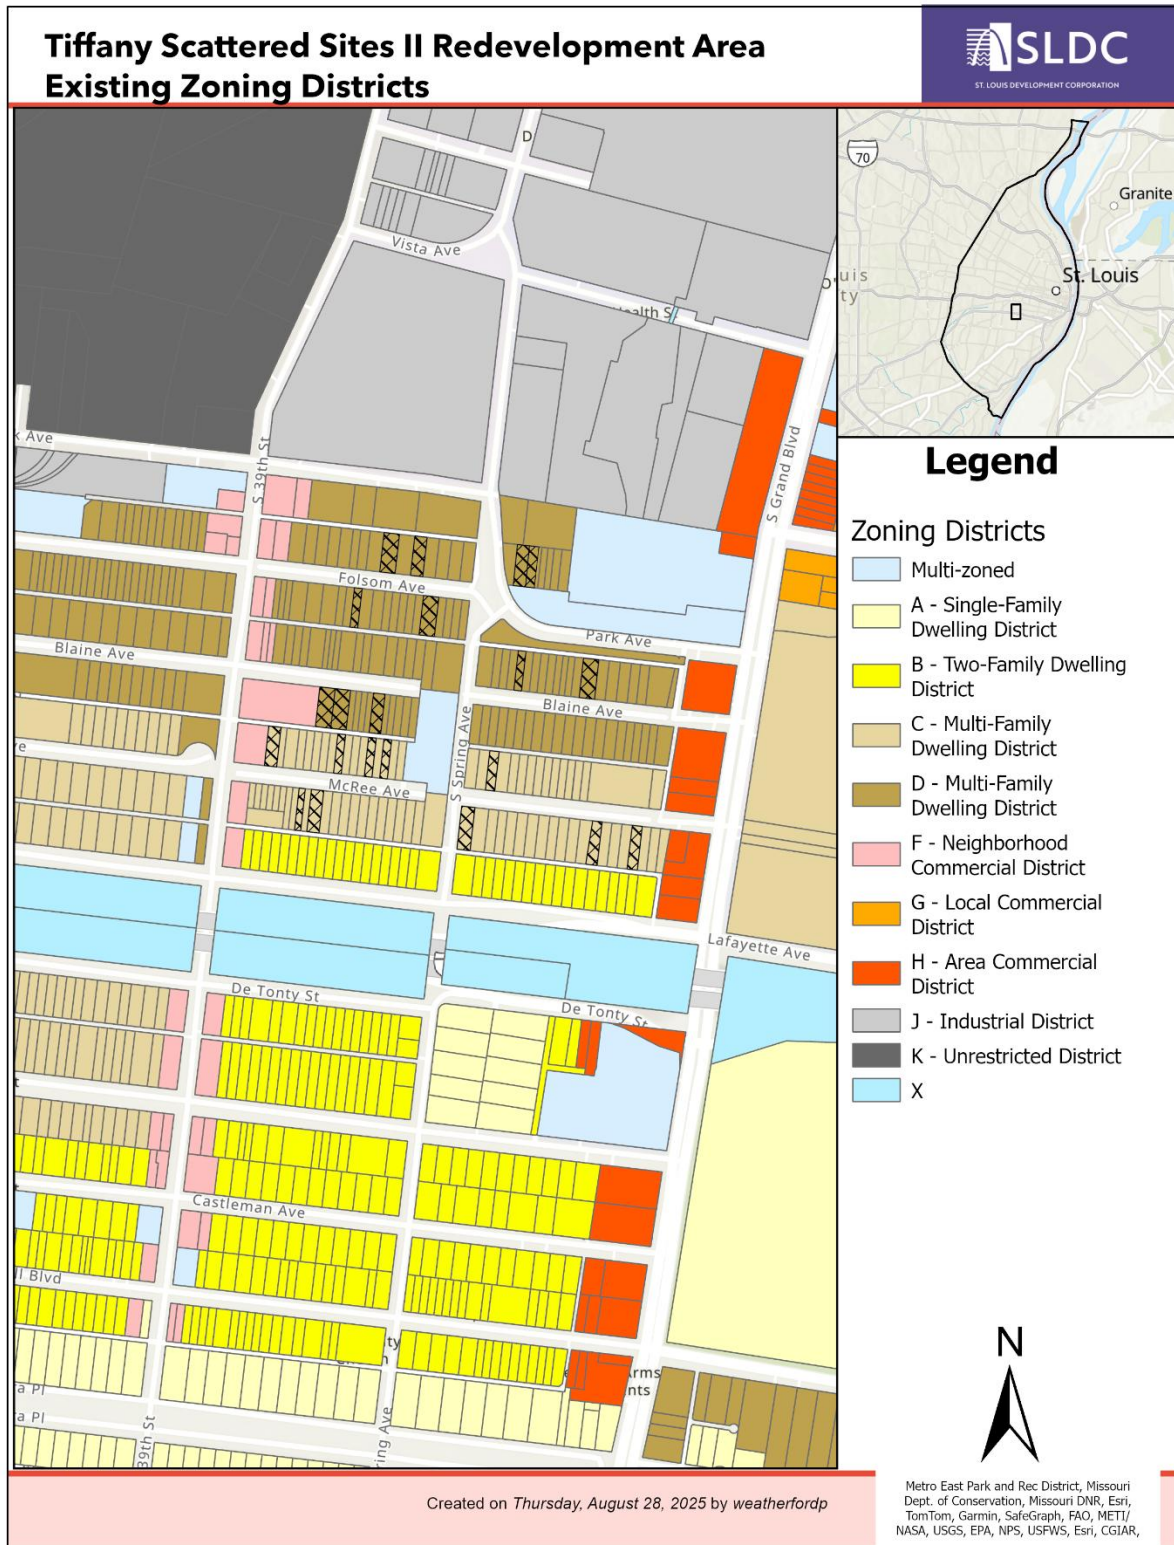 Tiffany Scattered Sites II Redevelopment Area
Existing Zoning Districts
SLDC
ST. LOUIS DEVELOPMENT CORPORATION
D
Vista Ave
S 39th St
Folsom Ave
Park Ave
Blaine Ave
Blaine Ave
S Spring Ave
McRee Ave
S Grand Blvd
Lafayette Ave
De Tonty St
De Tonty St
Castleman Ave
ll Blvd
39th St
ring Ave
a Pl
a Pl
70
Granite
St. Louis
Legend
Zoning Districts
Multi-zoned
A - Single-Family
Dwelling District
B - Two-Family Dwelling
District
C - Multi-Family
Dwelling District
D - Multi-Family
Dwelling District
F - Neighborhood
Commercial District
G - Local Commercial
District
H - Area Commercial
District
J - Industrial District
K - Unrestricted District
X
N
Created on Thursday, August 28, 2025 by weatherfordp
Metro East Park and Rec District, Missouri
Dept. of Conservation, Missouri DNR, Esri,
TomTom, Garmin, SafeGraph, FAO, METI/
NASA, USGS, EPA, NPS, USFWS, Esri, CGIAR,